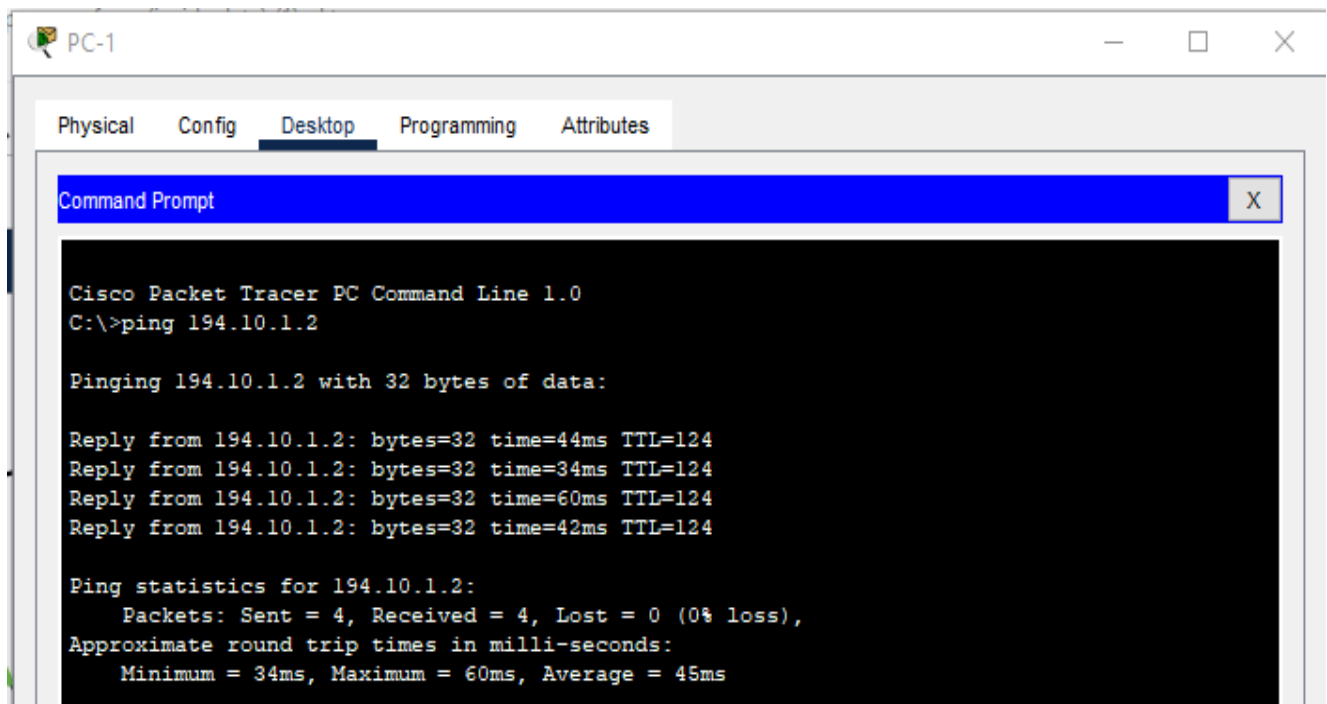 PC-1
Physical Config Desktop Programming Attributes
Command Prompt X
Cisco Packet Tracer PC Command Line 1.0
C:\>ping 194.10.1.2
Pinging 194.10.1.2 with 32 bytes of data:
Reply from 194.10.1.2: bytes=32 time=44ms TTL=124
Reply from 194.10.1.2: bytes=32 time=34ms TTL=124
Reply from 194.10.1.2: bytes=32 time=60ms TTL=124
Reply from 194.10.1.2: bytes=32 time=42ms TTL=124
Ping statistics for 194.10.1.2:
Packets: Sent = 4, Received = 4, Lost = 0 (0% loss),
Approximate round trip times in milli-seconds:
Minimum = 34ms, Maximum = 60ms, Average = 45ms